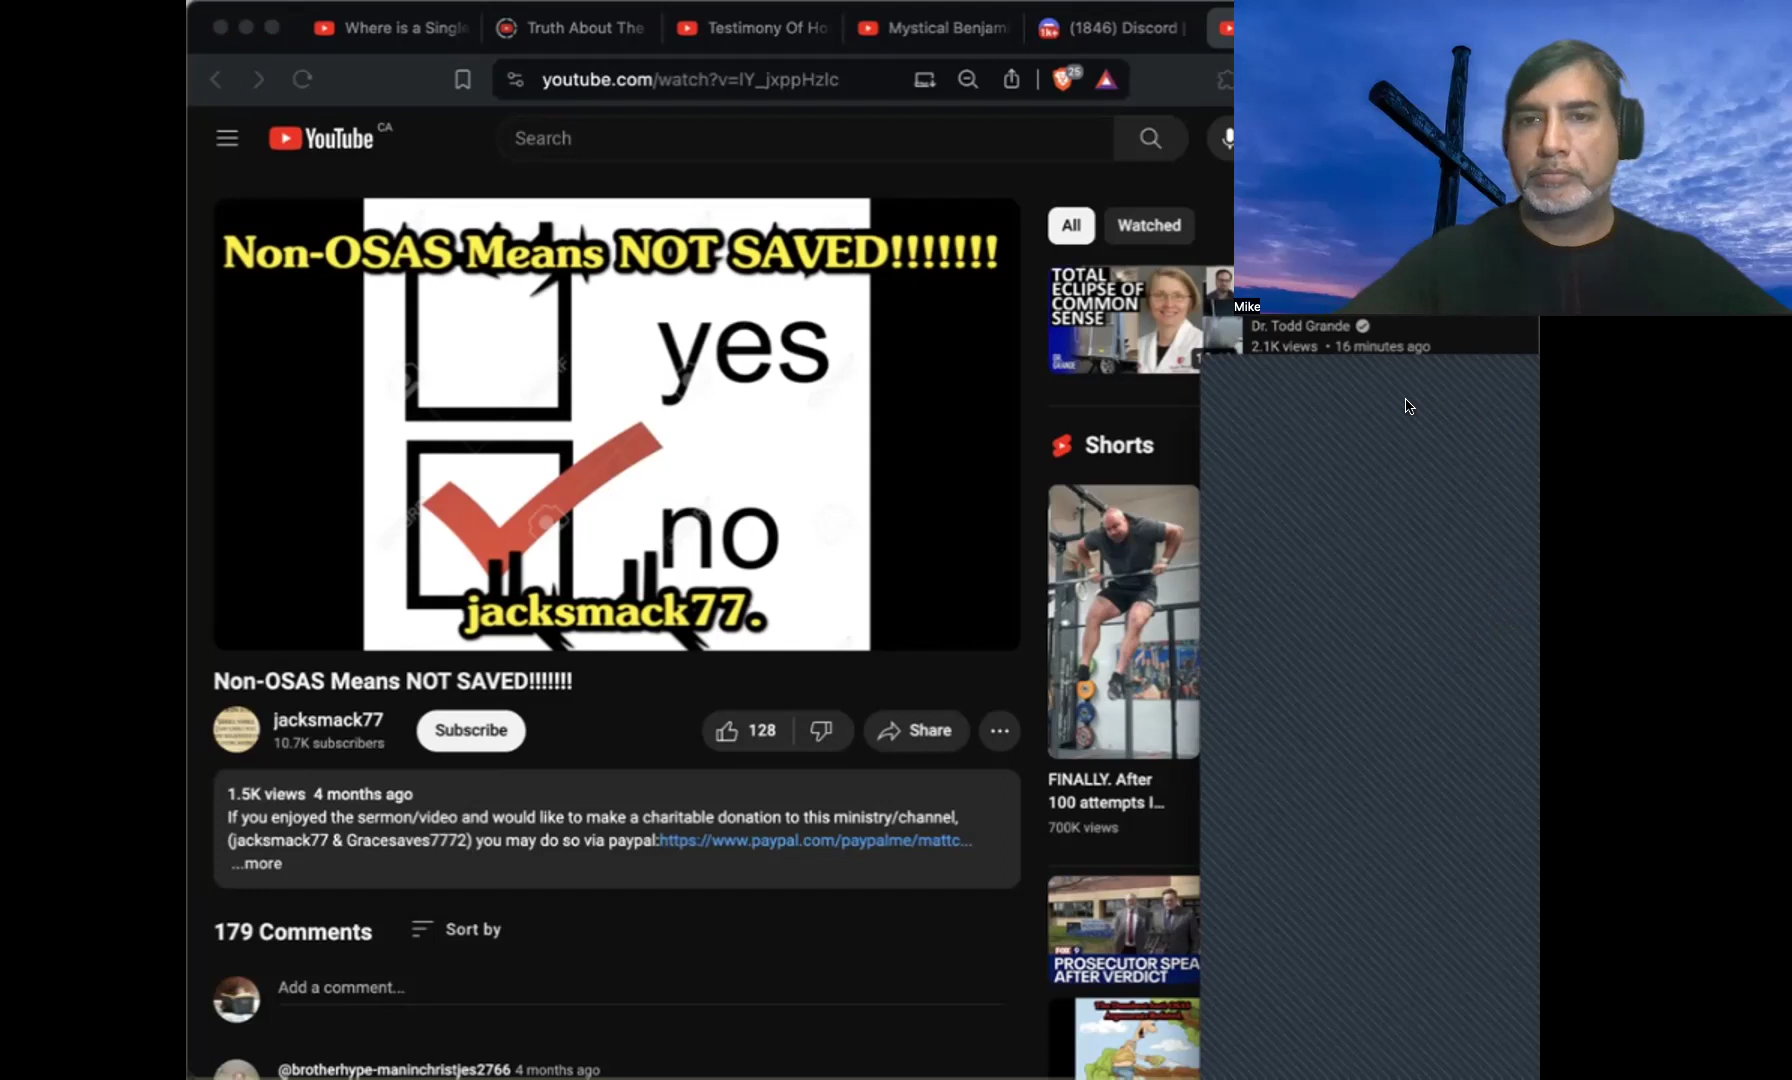 Where is a Single
Truth About The
Testimony Of Ho
Mystical Benjam
(1846) Discord |
youtube.com/watch?v=IY_jxppHzlc
25
YouTube CA
Search
Non-OSAS Means NOT SAVED!!!!!!!
yes
no
jacksmack77.
All
Watched
TOTAL
ECLIPSE OF
COMMON
SENSE
DR.
GRANDE
Mike
Dr. Todd Grande
2.1K views • 16 minutes ago
Shorts
FINALLY. After
100 attempts I...
700K views
Non-OSAS Means NOT SAVED!!!!!!!
jacksmack77
10.7K subscribers
Subscribe
128
Share
1.5K views 4 months ago
If you enjoyed the sermon/video and would like to make a charitable donation to this ministry/channel,
(jacksmack77 & Gracesaves7772) you may do so via paypal:https://www.paypal.com/paypalme/mattc...
...more
179 Comments
Sort by
Add a comment...
@brotherhype-maninchristjes2766 4 months ago
FOX 9
PROSECUTOR SPEA
AFTER VERDICT